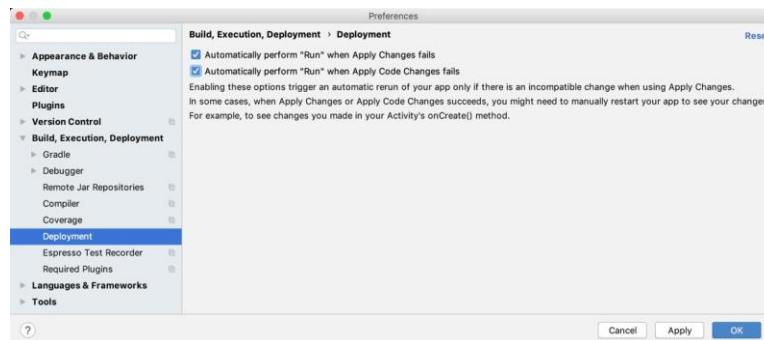 Preferences
Appearance & Behavior
Keymap
Editor
Plugins
Version Control
Build, Execution, Deployment
Gradle
Debugger
Remote Jar Repositories
Compiler
Coverage
Deployment
Espresso Test Recorder
Required Plugins
Languages & Frameworks
Tools
Build, Execution, Deployment › Deployment
Rese
Automatically perform "Run" when Apply Changes fails
Automatically perform "Run" when Apply Code Changes fails
Enabling these options trigger an automatic rerun of your app only if there is an incompatible change when using Apply Changes.
In some cases, when Apply Changes or Apply Code Changes succeeds, you might need to manually restart your app to see your change
For example, to see changes you made in your Activity's onCreate() method.
?
Cancel
Apply
OK